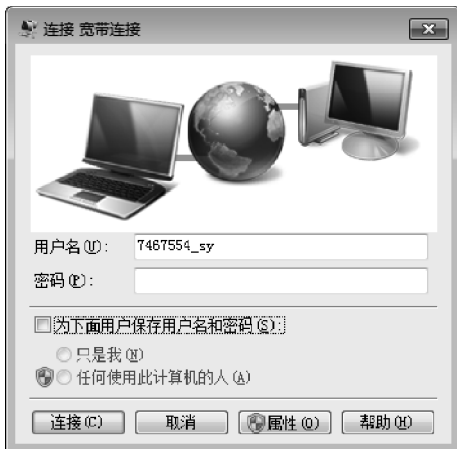 连接 宽带连接
用户名(U): 7467554_sy
密码(P):
为下面用户保存用户名和密码(S):
只是我(N)
任何使用此计算机的人(A)
连接(C) 取消 属性(O) 帮助(H)